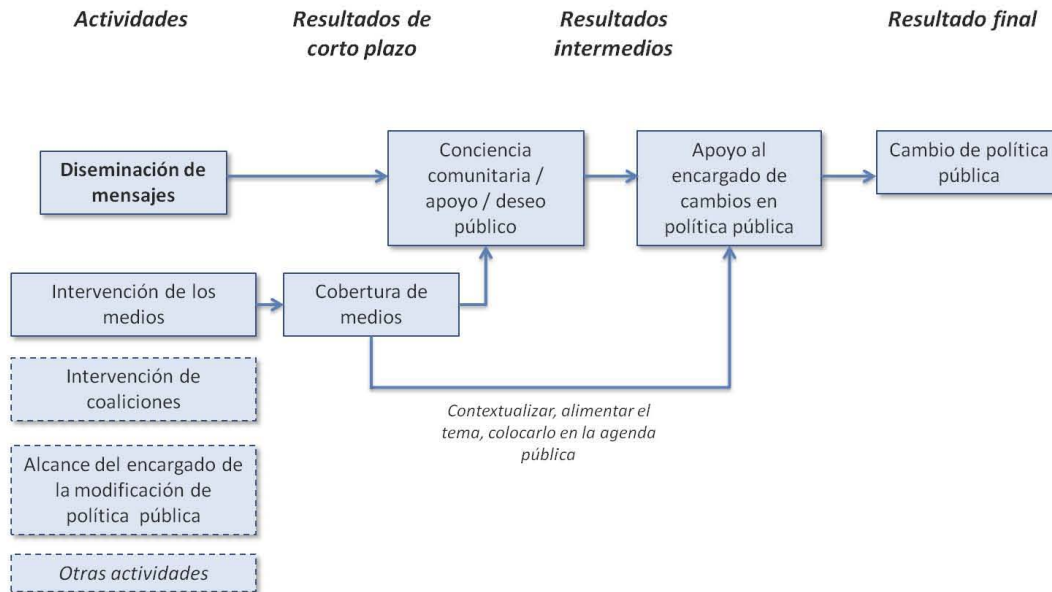 Actividades
Resultados de
corto plazo
Resultados
intermedios
Resultado final
Diseminación de
mensajes
Conciencia
comunitaria /
apoyo / deseo
público
Apoyo al
encargado de
cambios en
política pública
Cambio de política
pública
Intervención de los
medios
Cobertura de
medios
Intervención de
coaliciones
Contextualizar, alimentar el
tema, colocarlo en la agenda
pública
Alcance del encargado de
la modificación de
política  pública
Otras actividades